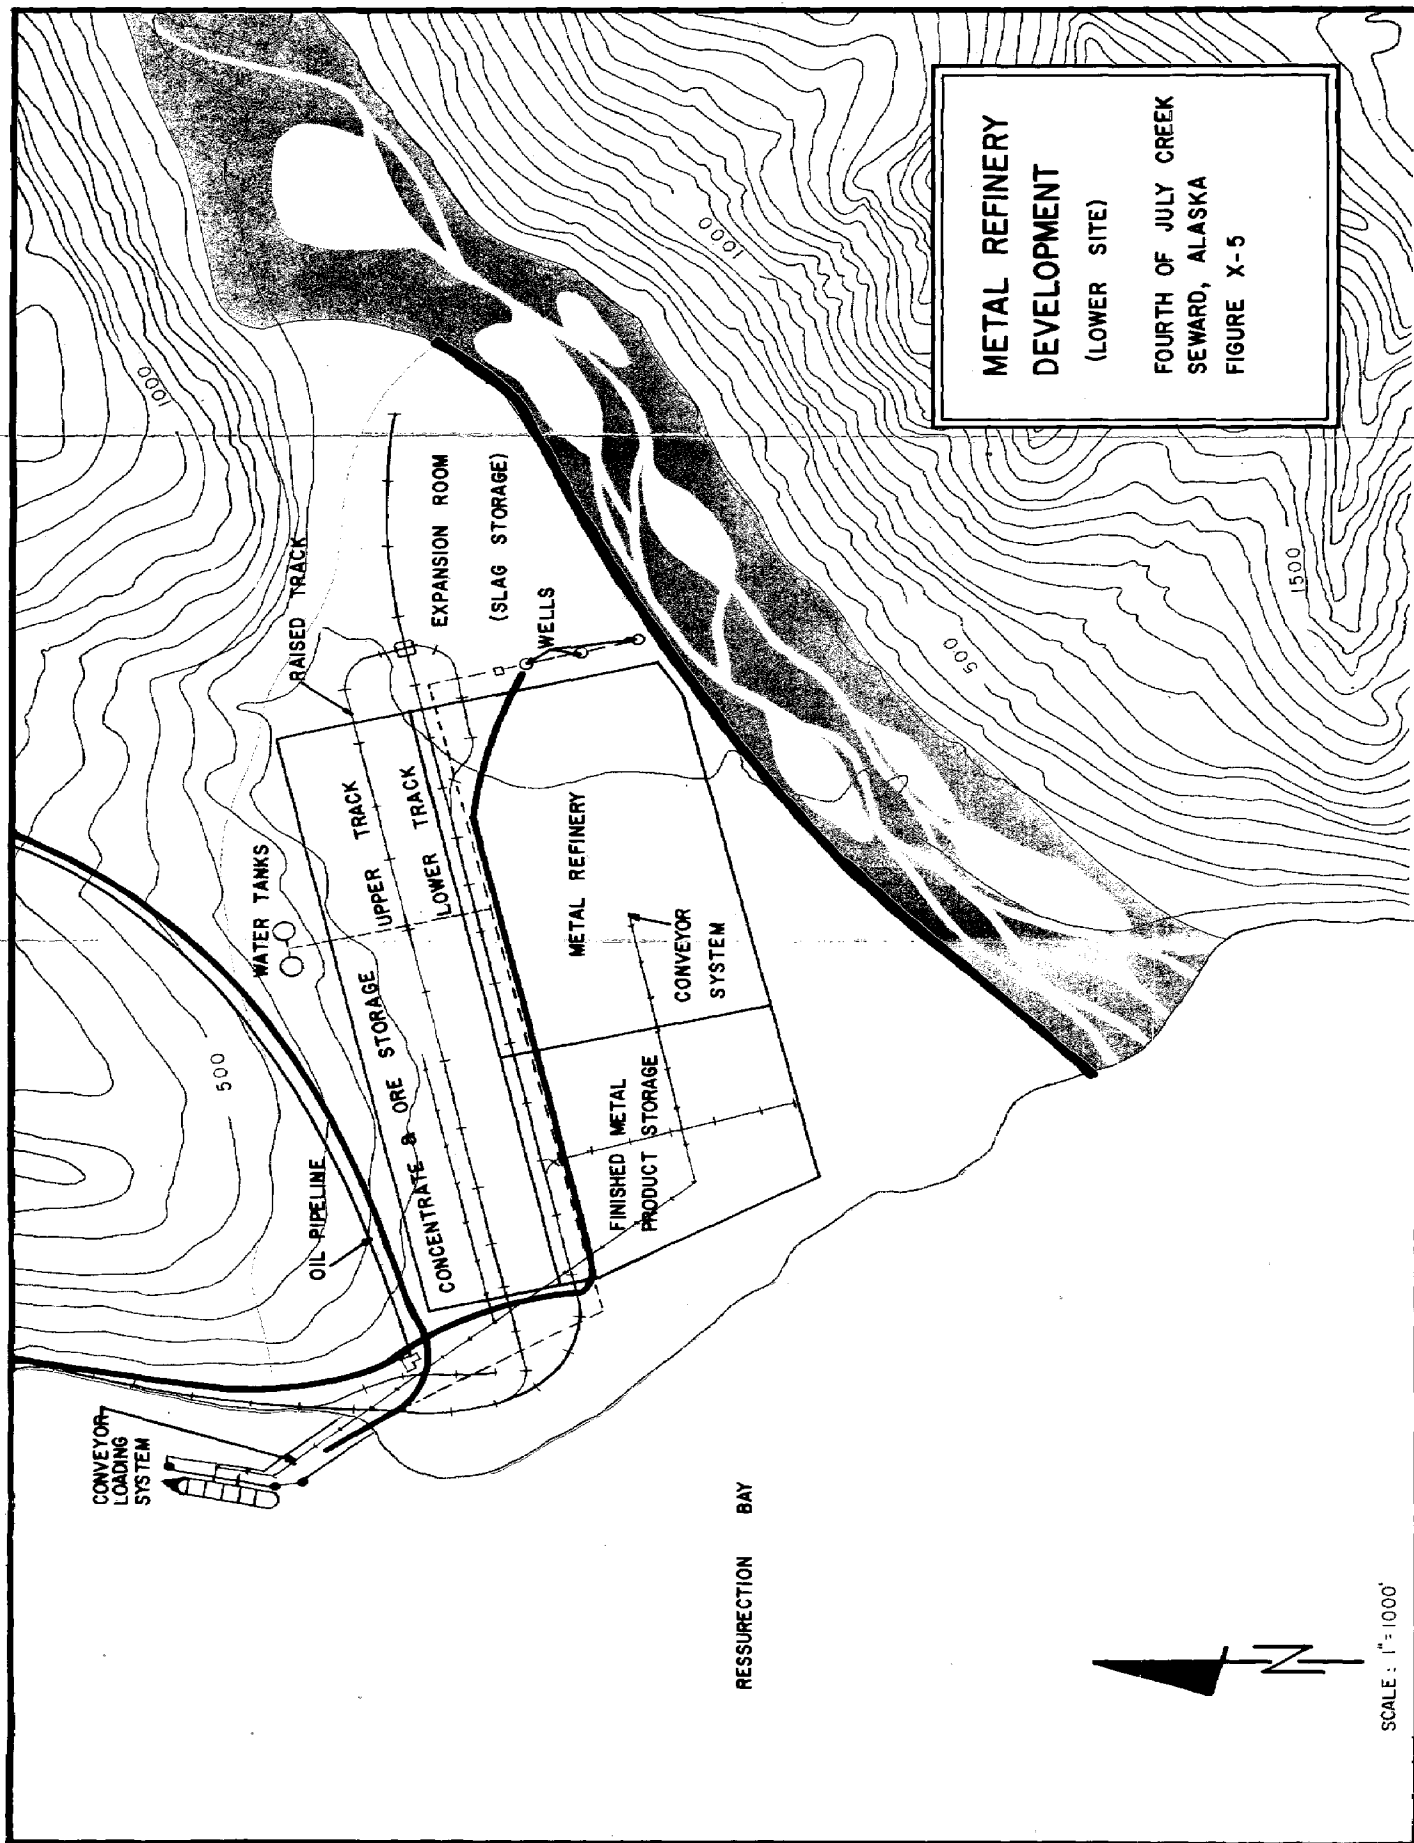 METAL REFINERY
DEVELOPMENT
(LOWER SITE)
FOURTH OF JULY CREEK
SEWARD, ALASKA
FIGURE X-5
CONVEYOR
LOADING
SYSTEM
OIL PIPELINE
WATER TANKS
RAISED TRACK
CONCENTRATE & ORE STORAGE
UPPER TRACK
LOWER TRACK
EXPANSION ROOM
(SLAG STORAGE)
WELLS
METAL REFINERY
CONVEYOR
SYSTEM
FINISHED METAL
PRODUCT STORAGE
RESSURECTION BAY
500
1000
1000
500
1500
N
SCALE: 1"=1000'